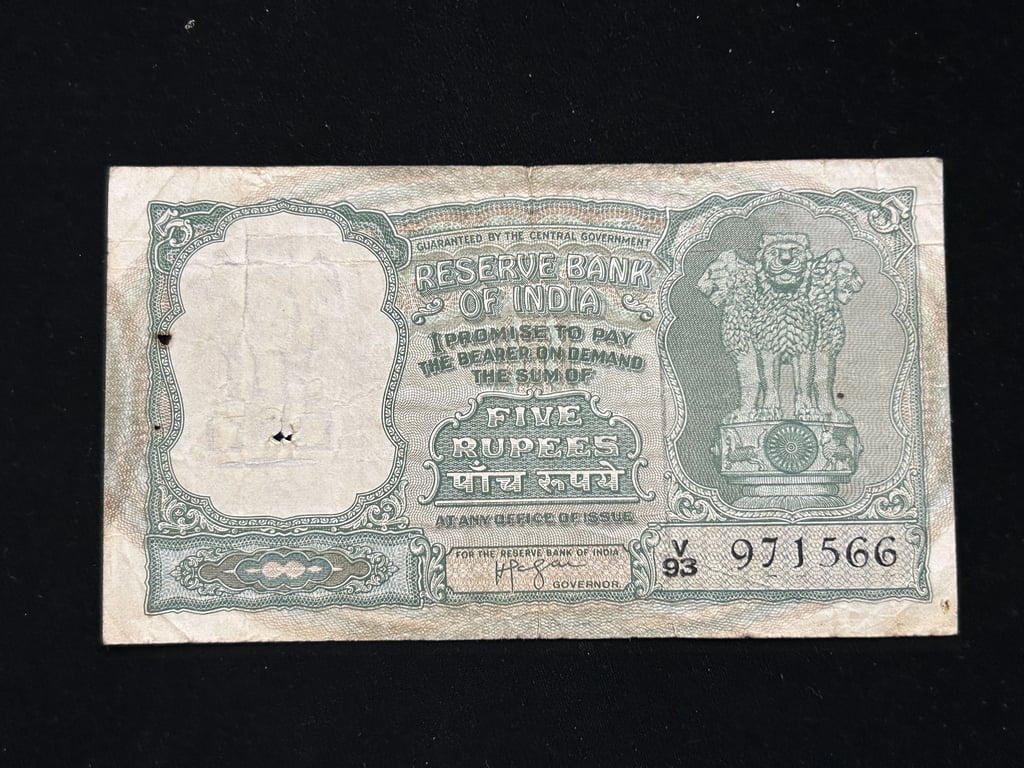 5
5
GUARANTEED BY THE CENTRAL GOVERNMENT
RESERVE BANK
OF INDIA
I PROMISE TO PAY
THE BEARER ON DEMAND
THE SUM OF
FIVE
RUPEES
पाँच रूपये
AT ANY OFFICE OF ISSUE
FOR THE RESERVE BANK OF INDIA
GOVERNOR.
V
93 971566